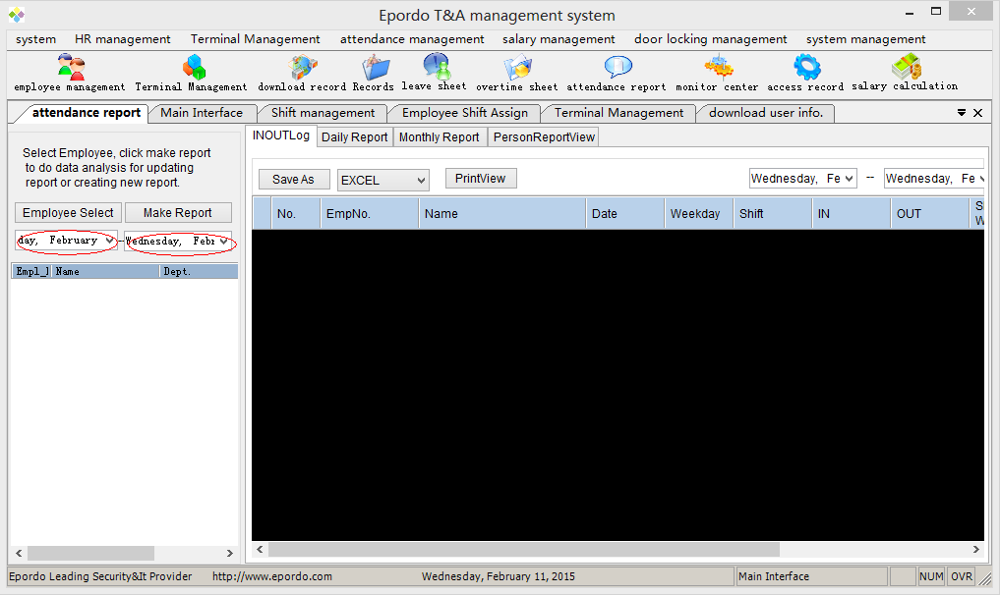 Epordo T&A management system
system HR management Terminal Management attendance management salary management door locking management system management
employee management Terminal Management download record Records leave sheet overtime sheet attendance report monitor center access record salary calculation
attendance report Main Interface Shift management Employee Shift Assign Terminal Management download user info.
INOUTLog Daily Report Monthly Report PersonReportView
Select Employee, click make report
to do data analysis for updating
report or creating new report.
Save As EXCEL PrintView Wednesday, Fe -- Wednesday, Fe
Employee Select Make Report
No. EmpNo. Name Date Weekday Shift IN OUT S
W
day, February - Wednesday, Febr
Empl_I Name Dept.
Epordo Leading Security&It Provider http://www.epordo.com Wednesday, February 11, 2015 Main Interface NUM OVR